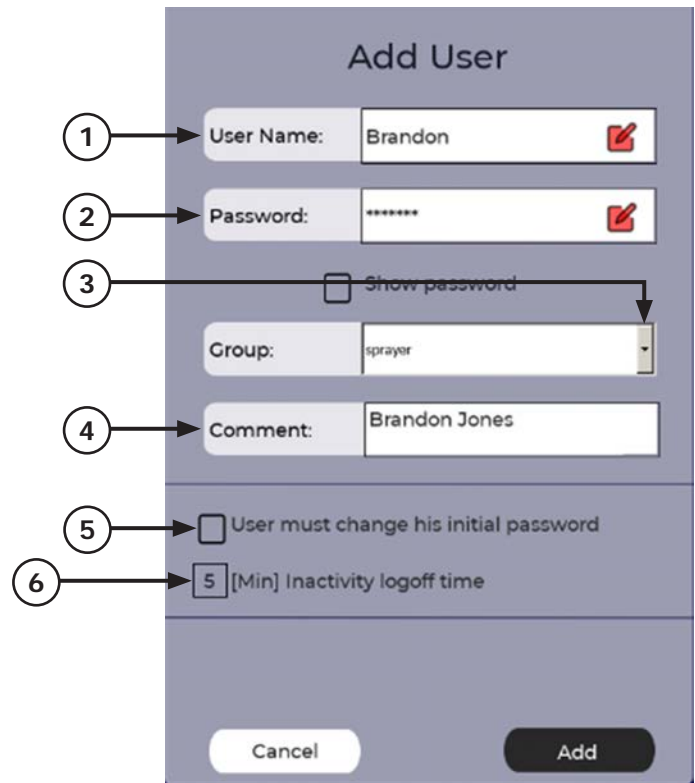 Add User
1
User Name:
Brandon
2
Password:
*******
3
Show password
Group:
sprayer
4
Comment:
Brandon Jones
5
User must change his initial password
6
5
[Min] Inactivity logoff time
Cancel
Add